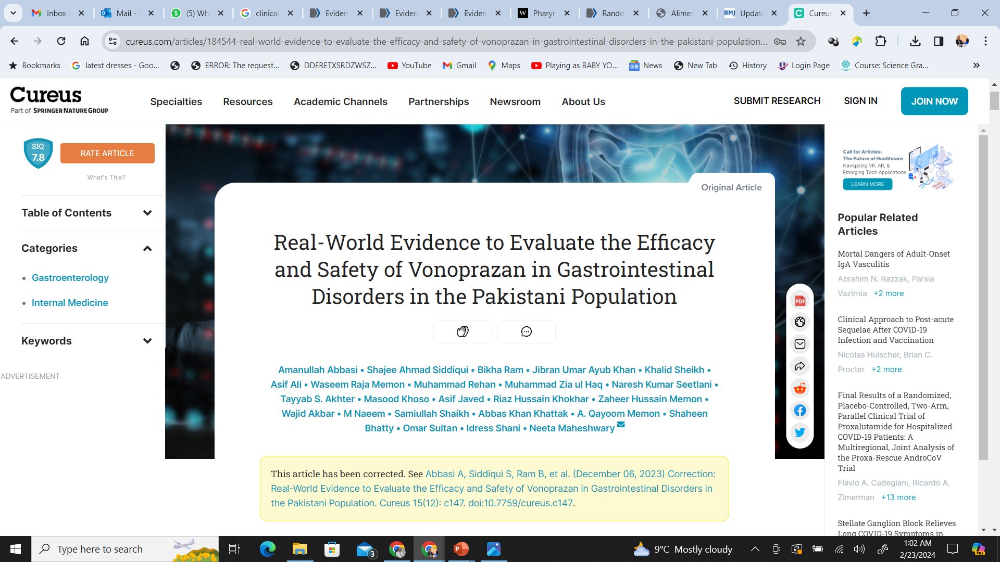 Inbox (
Mail -
(5) Wh
clinical
Eviden
Eviden
Eviden
Pharyn
Rando
Alimer
BMJ
Update
Cureus
cureus.com/articles/184544-real-world-evidence-to-evaluate-the-efficacy-and-safety-of-vonoprazan-in-gastrointestinal-disorders-in-the-pakistani-population...
Bookmarks
latest dresses - Goo...
ERROR: The request...
DDERETXSRDZWSZ...
YouTube
Gmail
Maps
Playing as BABY YO...
News
New Tab
History
Login Page
Course: Science Gra...
Cureus
Part of SPRINGER NATURE GROUP
Specialties
Resources
Academic Channels
Partnerships
Newsroom
About Us
SUBMIT RESEARCH
SIGN IN
JOIN NOW
SIQ
7.8
RATE ARTICLE
What's This?
Table of Contents
Categories
Gastroenterology
Internal Medicine
Keywords
ADVERTISEMENT
Original Article
Real-World Evidence to Evaluate the Efficacy
and Safety of Vonoprazan in Gastrointestinal
Disorders in the Pakistani Population
Amanullah Abbasi • Shajee Ahmad Siddiqui • Bikha Ram • Jibran Umar Ayub Khan • Khalid Sheikh •
Asif Ali • Waseem Raja Memon • Muhammad Rehan • Muhammad Zia ul Haq • Naresh Kumar Seetlani •
Tayyab S. Akhter • Masood Khoso • Asif Javed • Riaz Hussain Khokhar • Zaheer Hussain Memon •
Wajid Akbar • M Naeem • Samiullah Shaikh • Abbas Khan Khattak • A. Qayoom Memon • Shaheen
Bhatty • Omar Sultan • Idress Shani • Neeta Maheshwary
This article has been corrected. See Abbasi A, Siddiqui S, Ram B, et al. (December 06, 2023) Correction:
Real-World Evidence to Evaluate the Efficacy and Safety of Vonoprazan in Gastrointestinal Disorders in
the Pakistani Population. Cureus 15(12): c147. doi:10.7759/cureus.c147.
PDF
Call for Articles:
The Future of Healthcare
Navigating VR, AR, &
Emerging Tech Applications
LEARN MORE
Popular Related
Articles
Mortal Dangers of Adult-Onset
IgA Vasculitis
Abrahim N. Razzak, Parsia
Vazirnia +2 more
Clinical Approach to Post-acute
Sequelae After COVID-19
Infection and Vaccination
Nicolas Hulscher, Brian C.
Procter +2 more
Final Results of a Randomized,
Placebo-Controlled, Two-Arm,
Parallel Clinical Trial of
Proxalutamide for Hospitalized
COVID-19 Patients: A
Multiregional, Joint Analysis of
the Proxa-Rescue AndroCoV
Trial
Flavio A. Cadegiani, Ricardo A.
Zimerman +13 more
Stellate Ganglion Block Relieves
Long COVID-19 Symptoms in
Type here to search
3
9°C Mostly cloudy
1:02 AM
2/23/2024
PRE